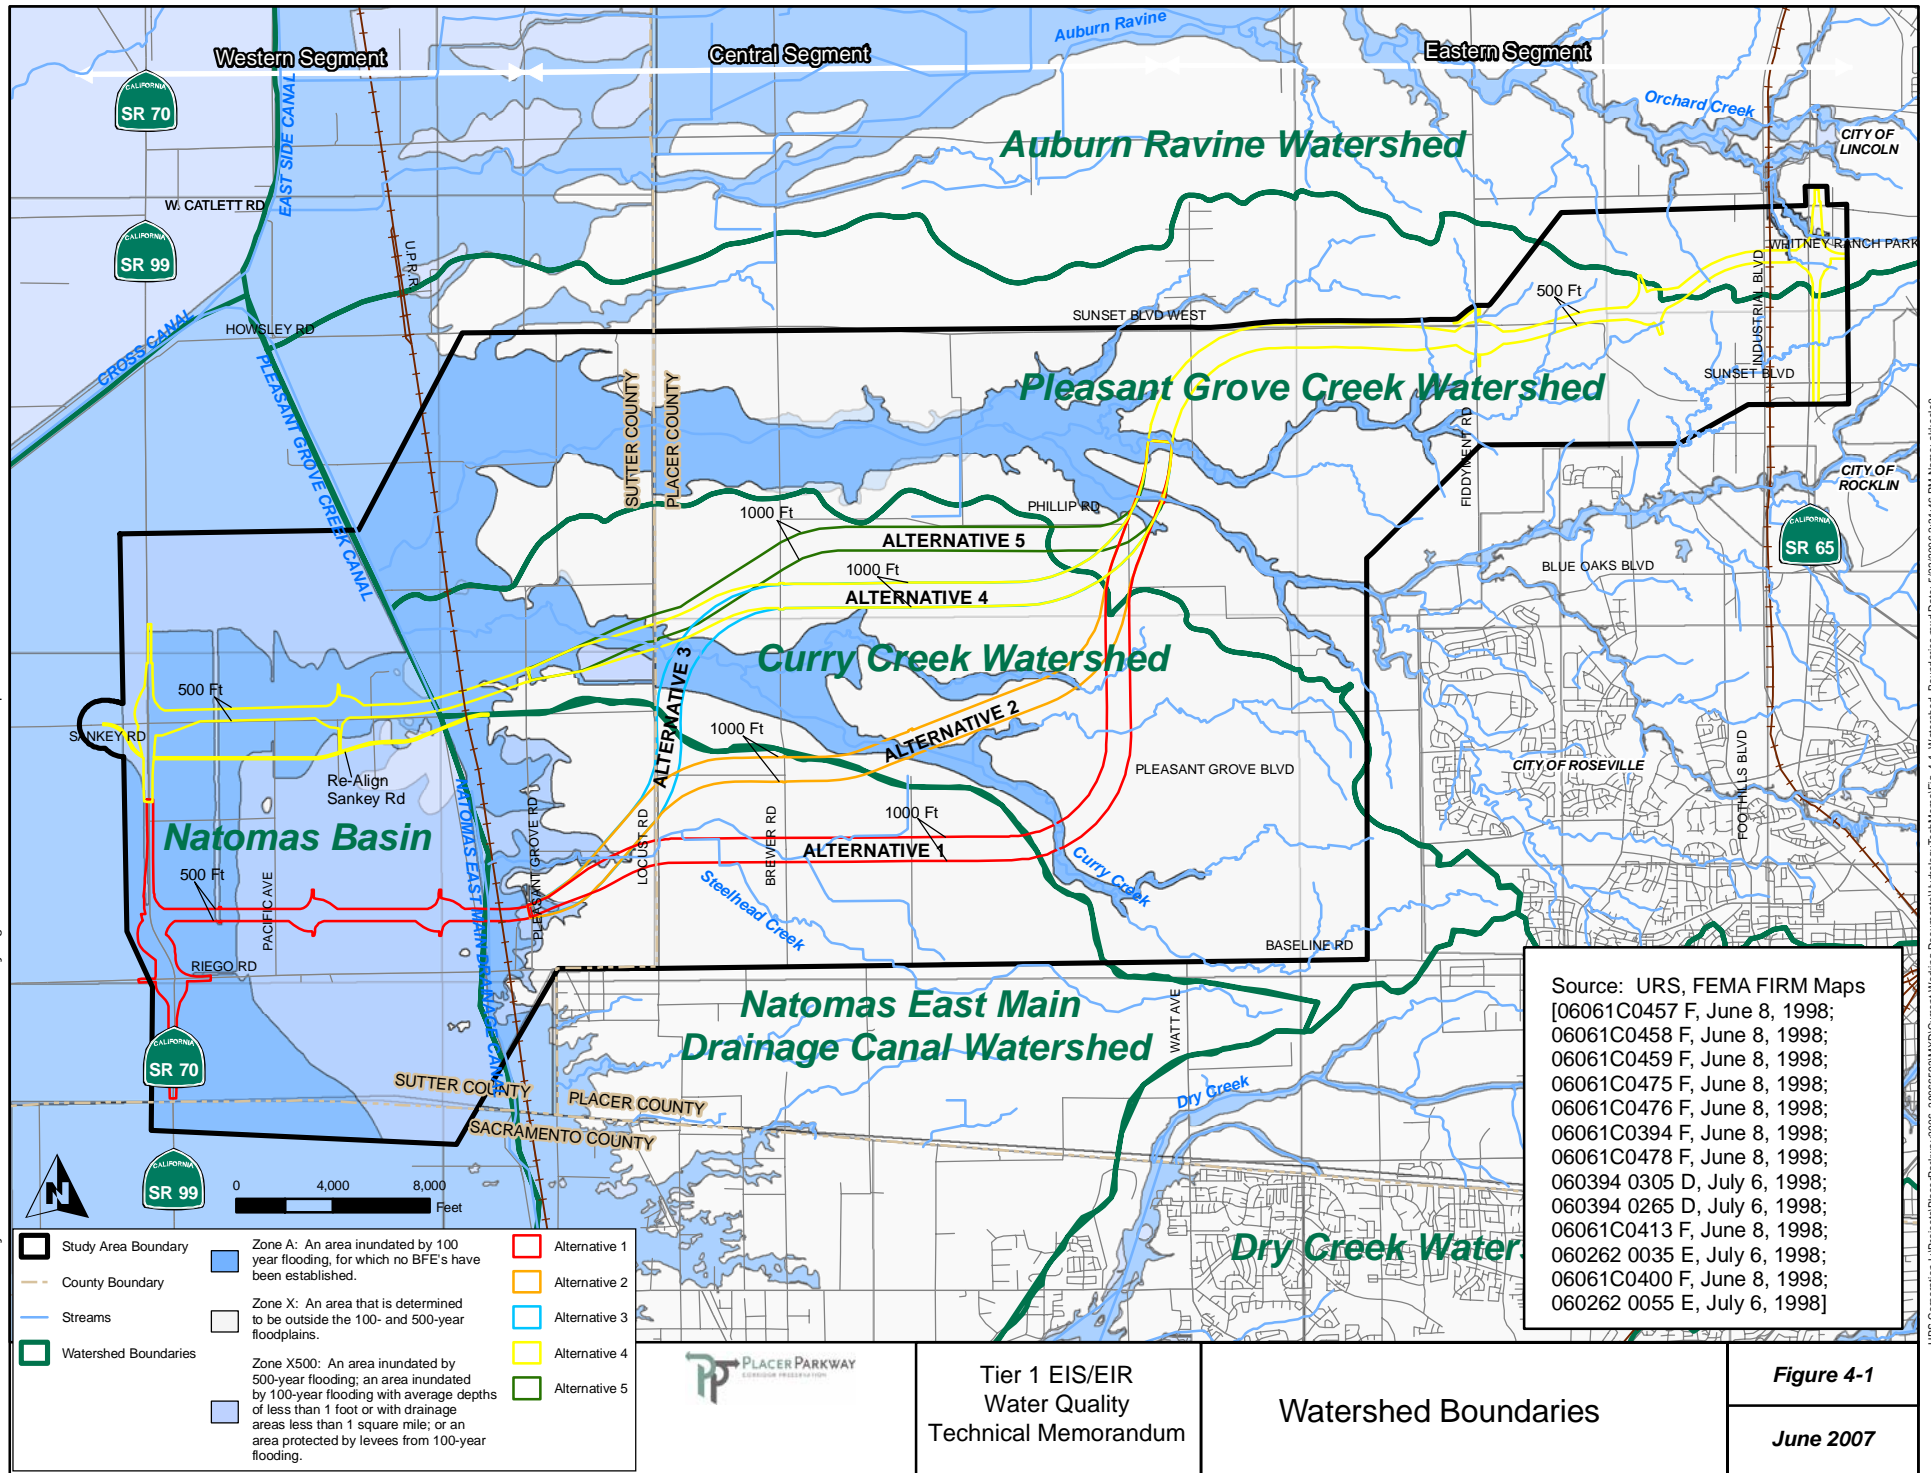 Western Segment
Central Segment
Eastern Segment
Auburn Ravine
Orchard Creek
CITY OF
LINCOLN
CALIFORNIA
SR 70
EAST SIDE CANAL
Auburn Ravine Watershed
W. CATLETT RD
CALIFORNIA
SR 99
U.P.R.R.
WHITNEY RANCH PARK
CROSS CANAL
HOWSLEY RD
SUNSET BLVD WEST
500 Ft
INDUSTRIAL BLVD
PLEASANT GROVE CREEK CANAL
SUTTER COUNTY
PLACER COUNTY
Pleasant Grove Creek Watershed
SUNSET BLVD
FIDDYMENT RD
CITY OF
ROCKLIN
PHILLIP RD
1000 Ft
ALTERNATIVE 5
CALIFORNIA
SR 65
1000 Ft
ALTERNATIVE 4
BLUE OAKS BLVD
Curry Creek Watershed
ALTERNATIVE 3
500 Ft
SANKEY RD
1000 Ft
ALTERNATIVE 2
Re-Align
Sankey Rd
PLEASANT GROVE BLVD
CITY OF ROSEVILLE
FOOTHILLS BLVD
Natomas Basin
NATOMAS EAST MAIN DRAINAGE CANAL
PLEASANT GROVE RD
LOCUST RD
BREWER RD
1000 Ft
ALTERNATIVE 1
500 Ft
PACIFIC AVE
Steelhead Creek
Curry Creek
RIEGO RD
BASELINE RD
WATT AVE
Natomas East Main
Drainage Canal Watershed
CALIFORNIA
SR 70
SUTTER COUNTY
PLACER COUNTY
SACRAMENTO COUNTY
Dry Creek
Dry Creek Waters
CALIFORNIA
SR 99
N
0 4,000 8,000
Feet
Source: URS, FEMA FIRM Maps
[06061C0457 F, June 8, 1998;
06061C0458 F, June 8, 1998;
06061C0459 F, June 8, 1998;
06061C0475 F, June 8, 1998;
06061C0476 F, June 8, 1998;
06061C0394 F, June 8, 1998;
06061C0478 F, June 8, 1998;
060394 0305 D, July 6, 1998;
060394 0265 D, July 6, 1998;
06061C0413 F, June 8, 1998;
060262 0035 E, July 6, 1998;
06061C0400 F, June 8, 1998;
060262 0055 E, July 6, 1998]
Study Area Boundary
County Boundary
Streams
Watershed Boundaries
Zone A: An area inundated by 100
year flooding, for which no BFE's have
been established.
Zone X: An area that is determined
to be outside the 100- and 500-year
floodplains.
Zone X500: An area inundated by
500-year flooding; an area inundated
by 100-year flooding with average depths
of less than 1 foot or with drainage
areas less than 1 square mile; or an
area protected by levees from 100-year
flooding.
Alternative 1
Alternative 2
Alternative 3
Alternative 4
Alternative 5
PLACER PARKWAY
CORRIDOR PRESERVATION
Tier 1 EIS/EIR
Water Quality
Technical Memorandum
Watershed Boundaries
Figure 4-1
June 2007